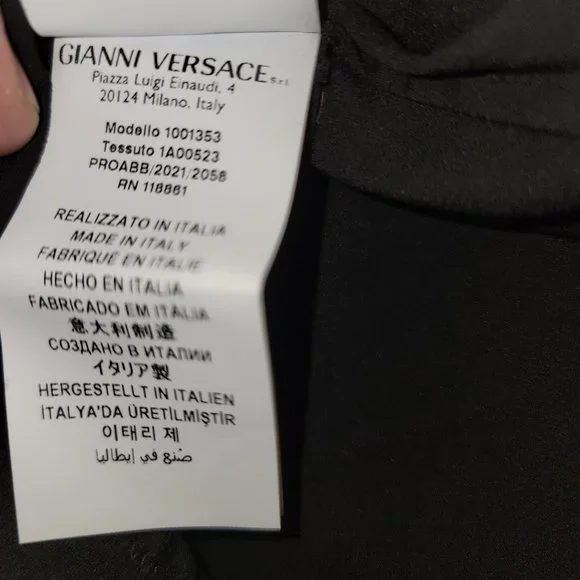 GIANNI VERSACE S.r.l.
Piazza Luigi Einaudi, 4
20124 Milano, Italy
Modello 1001353
Tessuto 1A00523
PROABB/2021/2058
RN 118861
REALIZZATO IN ITALIA
MADE IN ITALY
FABRIQUÉ EN ITALIE
HECHO EN ITALIA
FABRICADO EM ITALIA
意大利制造
СОЗДАНО В ИТАЛИИ
イタリア製
HERGESTELLT IN ITALIEN
İTALYA'DA ÜRETİLMİŞTİR
이태리 제
صنع في إيطاليا